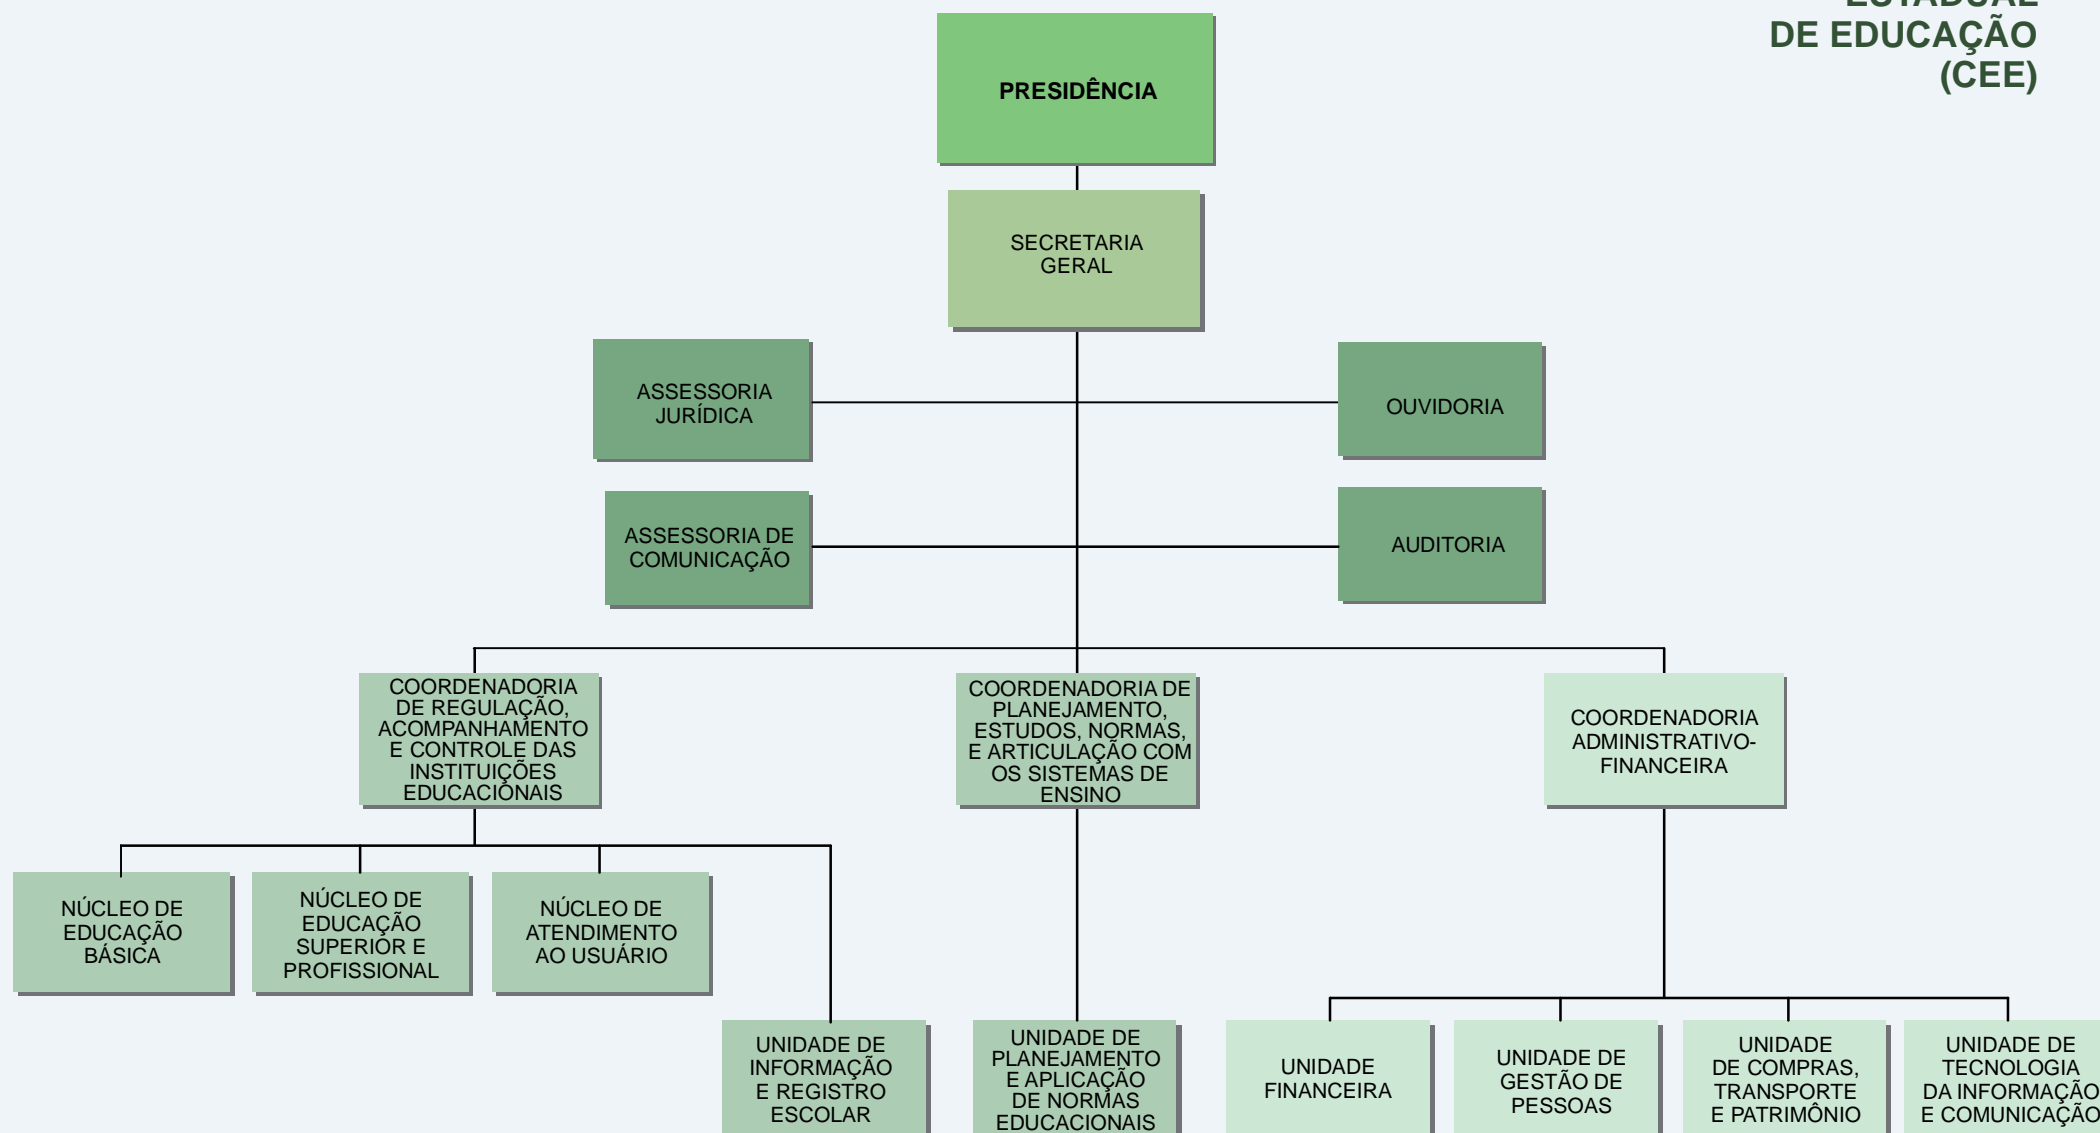 ESTADUAL
DE EDUCAÇÃO
(CEE)
PRESIDÊNCIA
SECRETARIA
GERAL
ASSESSORIA
JURÍDICA
OUVIDORIA
ASSESSORIA DE
COMUNICAÇÃO
AUDITORIA
COORDENADORIA
DE REGULAÇÃO,
ACOMPANHAMENTO
E CONTROLE DAS
INSTITUIÇÕES
EDUCACIONAIS
COORDENADORIA DE
PLANEJAMENTO,
ESTUDOS, NORMAS,
E ARTICULAÇÃO COM
OS SISTEMAS DE
ENSINO
COORDENADORIA
ADMINISTRATIVO-
FINANCEIRA
NÚCLEO DE
EDUCAÇÃO
BÁSICA
NÚCLEO DE
EDUCAÇÃO
SUPERIOR E
PROFISSIONAL
NÚCLEO DE
ATENDIMENTO
AO USUÁRIO
UNIDADE DE
INFORMAÇÃO
E REGISTRO
ESCOLAR
UNIDADE DE
PLANEJAMENTO
E APLICAÇÃO
DE NORMAS
EDUCACIONAIS
UNIDADE
FINANCEIRA
UNIDADE DE
GESTÃO DE
PESSOAS
UNIDADE
DE COMPRAS,
TRANSPORTE
E PATRIMÔNIO
UNIDADE DE
TECNOLOGIA
DA INFORMAÇÃO
E COMUNICAÇÃO